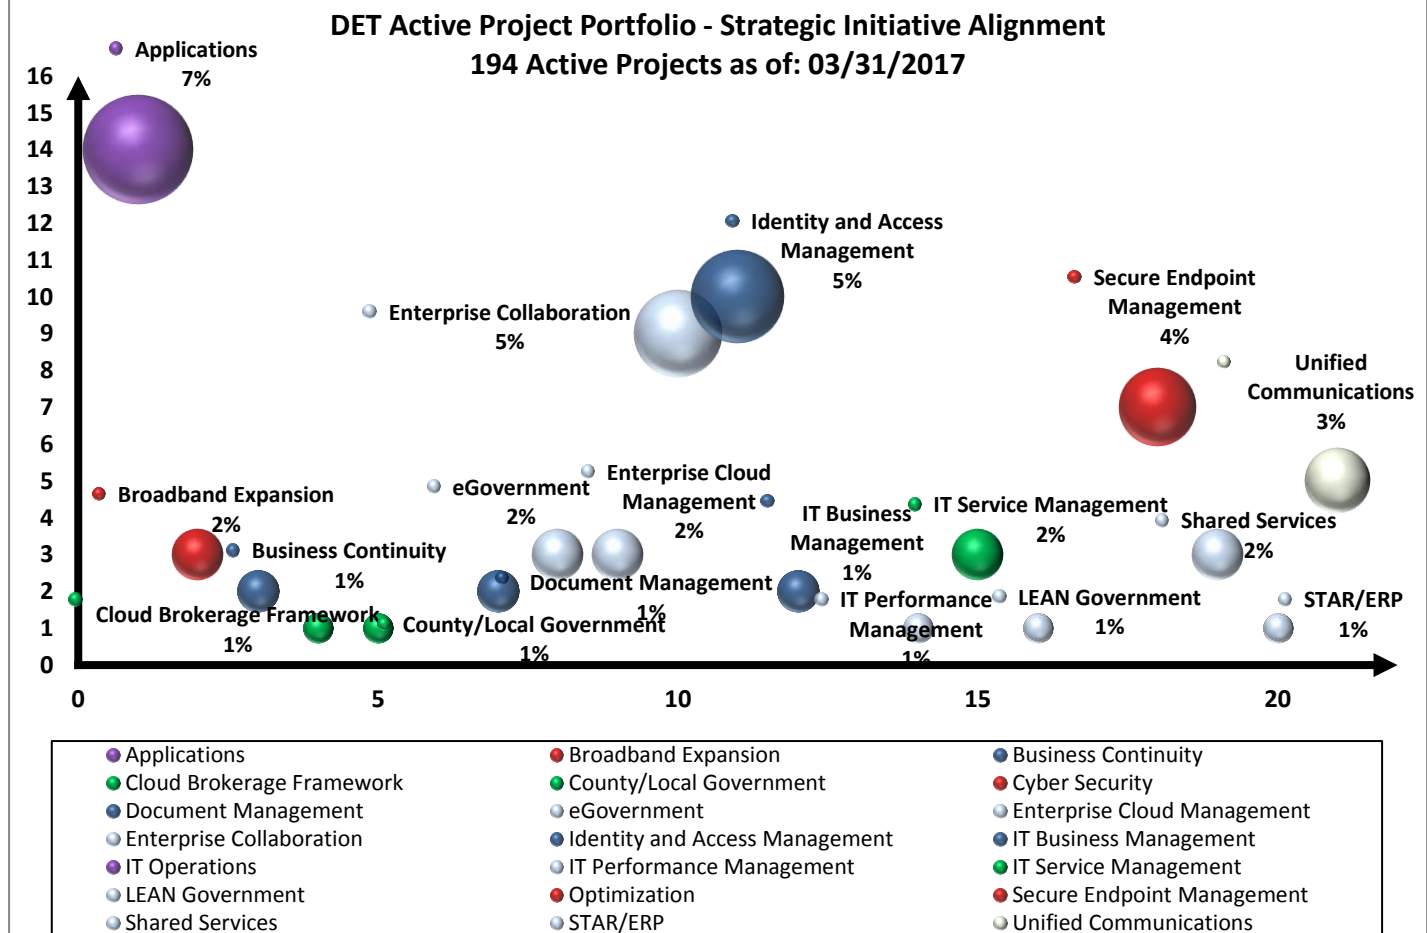 DET Active Project Portfolio - Strategic Initiative Alignment
194 Active Projects as of: 03/31/2017
Applications
7%
16
15
14
13
12
11
10
9
8
7
6
5
4
3
2
1
0
Identity and Access
Management
5%
Enterprise Collaboration
5%
Secure Endpoint
Management
4%
Unified
Communications
3%
Broadband Expansion
2%
Business Continuity
1%
Cloud Brokerage Framework
1%
County/Local Government
1%
eGovernment
2%
Enterprise Cloud
Management
2%
Document Management
1%
IT Business
Management
1%
IT Performance
Management
1%
IT Service Management
2%
LEAN Government
1%
Shared Services
2%
STAR/ERP
1%
0 5 10 15 20
Applications Broadband Expansion Business Continuity
Cloud Brokerage Framework County/Local Government Cyber Security
Document Management eGovernment Enterprise Cloud Management
Enterprise Collaboration Identity and Access Management IT Business Management
IT Operations IT Performance Management IT Service Management
LEAN Government Optimization Secure Endpoint Management
Shared Services STAR/ERP Unified Communications